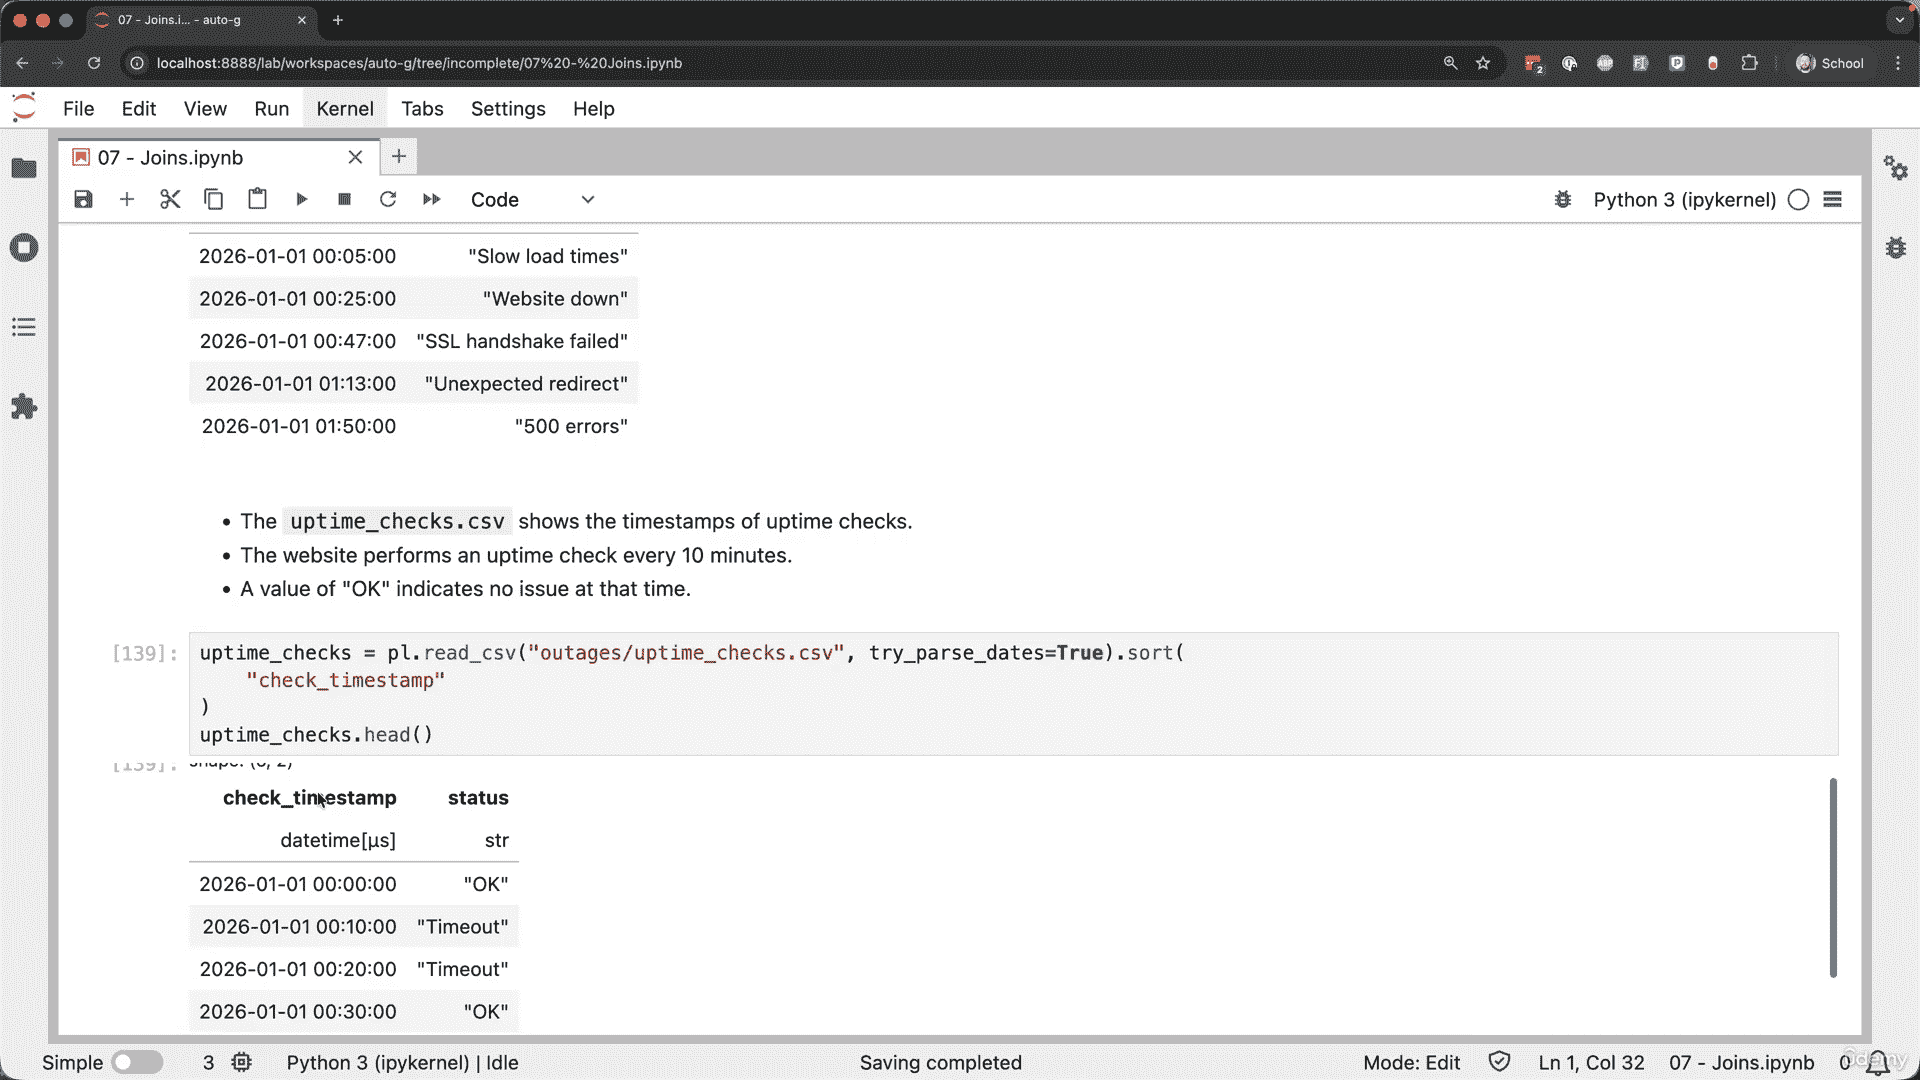 07 - Joins.i... - auto-g
localhost:8888/lab/workspaces/auto-g/tree/incomplete/07%20-%20Joins.ipynb
School
File Edit View Run Kernel Tabs Settings Help
07 - Joins.ipynb
Code
Python 3 (ipykernel)
2026-01-01 00:05:00 "Slow load times"
2026-01-01 00:25:00 "Website down"
2026-01-01 00:47:00 "SSL handshake failed"
2026-01-01 01:13:00 "Unexpected redirect"
2026-01-01 01:50:00 "500 errors"
• The uptime_checks.csv shows the timestamps of uptime checks.
• The website performs an uptime check every 10 minutes.
• A value of "OK" indicates no issue at that time.
[139]: uptime_checks = pl.read_csv("outages/uptime_checks.csv", try_parse_dates=True).sort(
"check_timestamp"
)
uptime_checks.head()
[139]:
check_timestamp status
datetime[μs] str
2026-01-01 00:00:00 "OK"
2026-01-01 00:10:00 "Timeout"
2026-01-01 00:20:00 "Timeout"
2026-01-01 00:30:00 "OK"
Simple 3 Python 3 (ipykernel) | Idle Saving completed Mode: Edit Ln 1, Col 32 07 - Joins.ipynb 0